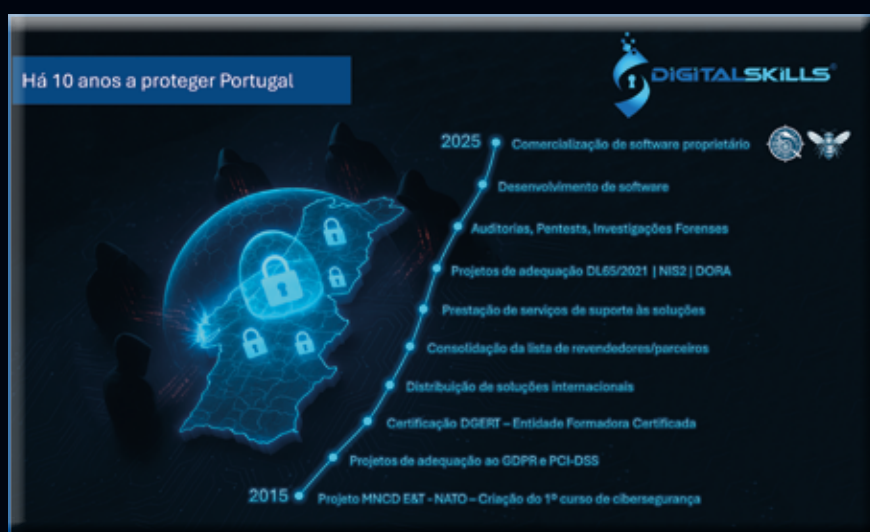 Há 10 anos a proteger Portugal
DIGITALSKILLS®
2025 Comercialização de software proprietário
Desenvolvimento de software
Auditorias, Pentests, Investigações Forenses
Projetos de adequação DL65/2021 | NIS2 | DORA
Prestação de serviços de suporte às soluções
Consolidação da lista de revendedores/parceiros
Distribuição de soluções internacionais
Certificação DGERT – Entidade Formadora Certificada
Projetos de adequação ao GDPR e PCI-DSS
2015 Projeto MNCD E&T - NATO – Criação do 1º curso de cibersegurança